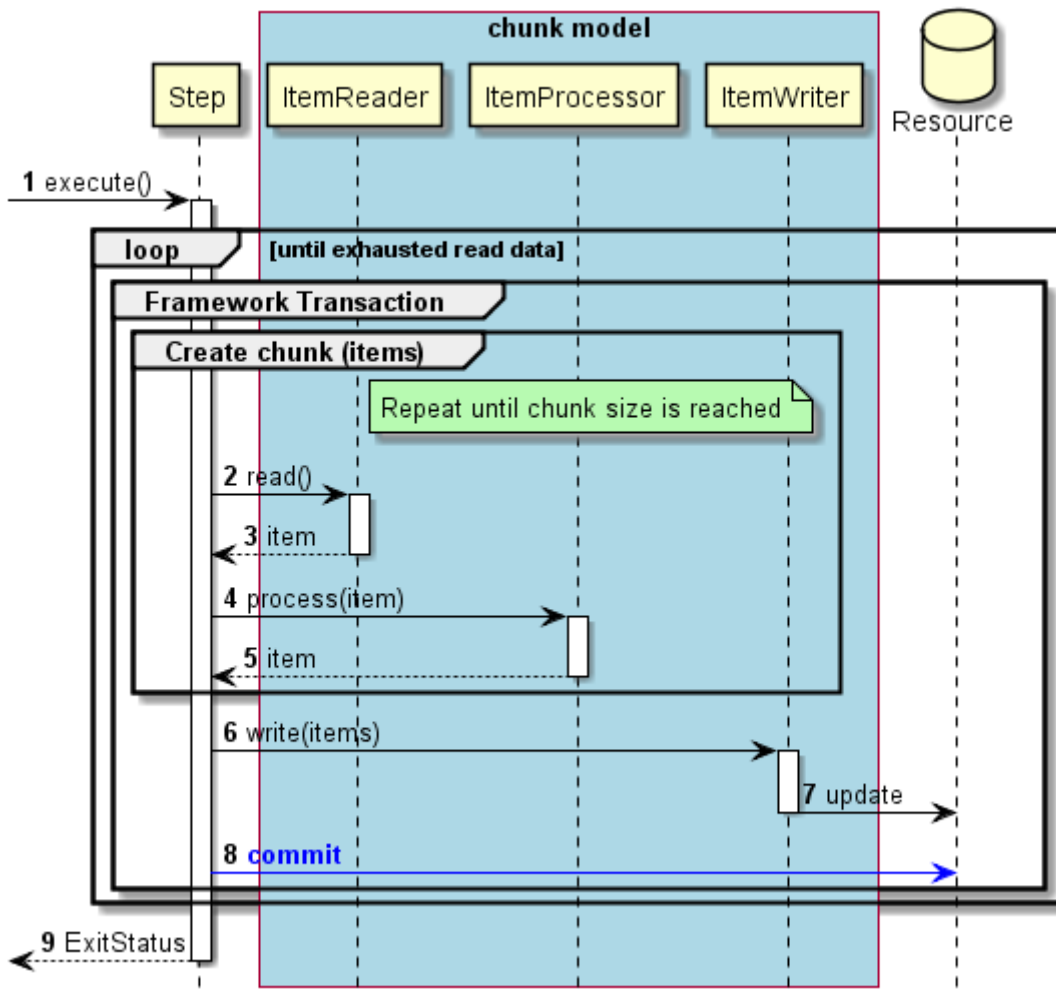 chunk model
Step
ItemReader
ItemProcessor
ItemWriter
Resource
1 execute()
loop
[until exhausted read data]
Framework Transaction
Create chunk (items)
Repeat until chunk size is reached
2 read()
3 item
4 process(item)
5 item
6 write(items)
7 update
8 commit
9 ExitStatus